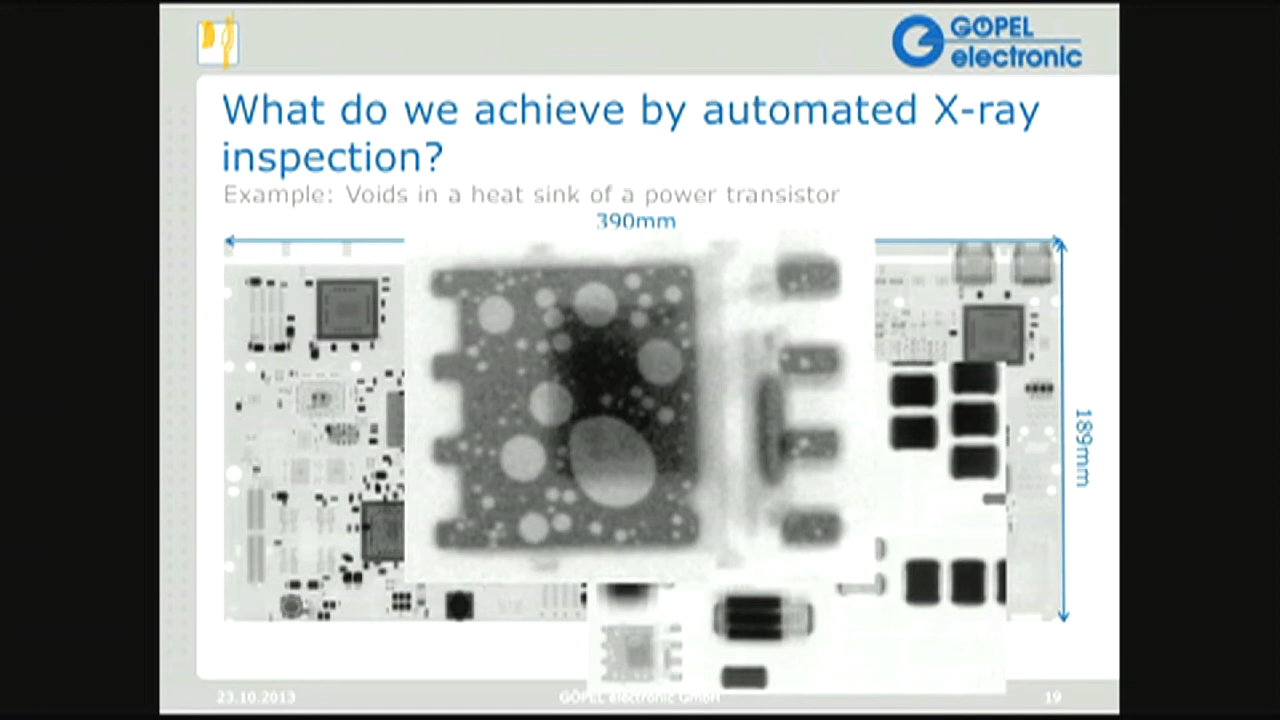 GÖPEL
electronic
What do we achieve by automated X-ray
inspection?
Example: Voids in a heat sink of a power transistor
390mm
189mm
23.10.2013
GÖPEL electronic GmbH
19